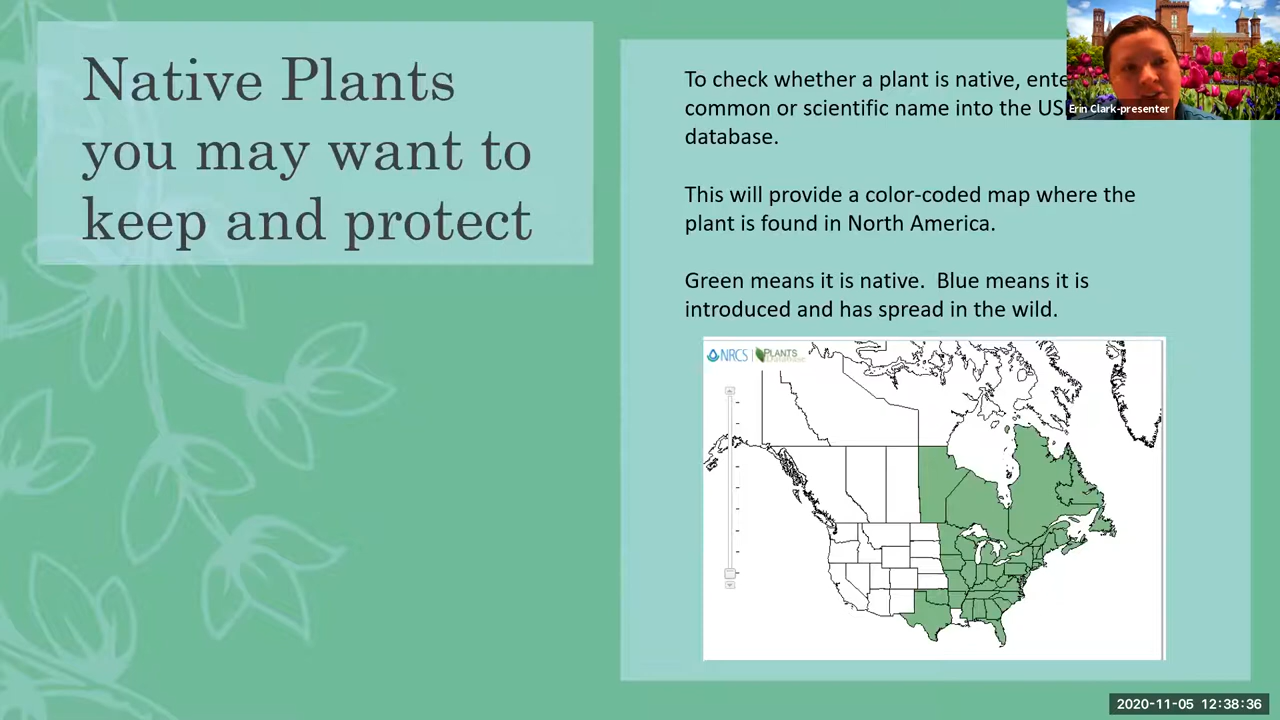 Native Plants
you may want to
keep and protect
To check whether a plant is native, ente
common or scientific name into the US
database.
This will provide a color-coded map where the
plant is found in North America.
Green means it is native.  Blue means it is
introduced and has spread in the wild.
NRCS | PLANTS
Erin Clark-presenter
2020-11-05 12:38:36